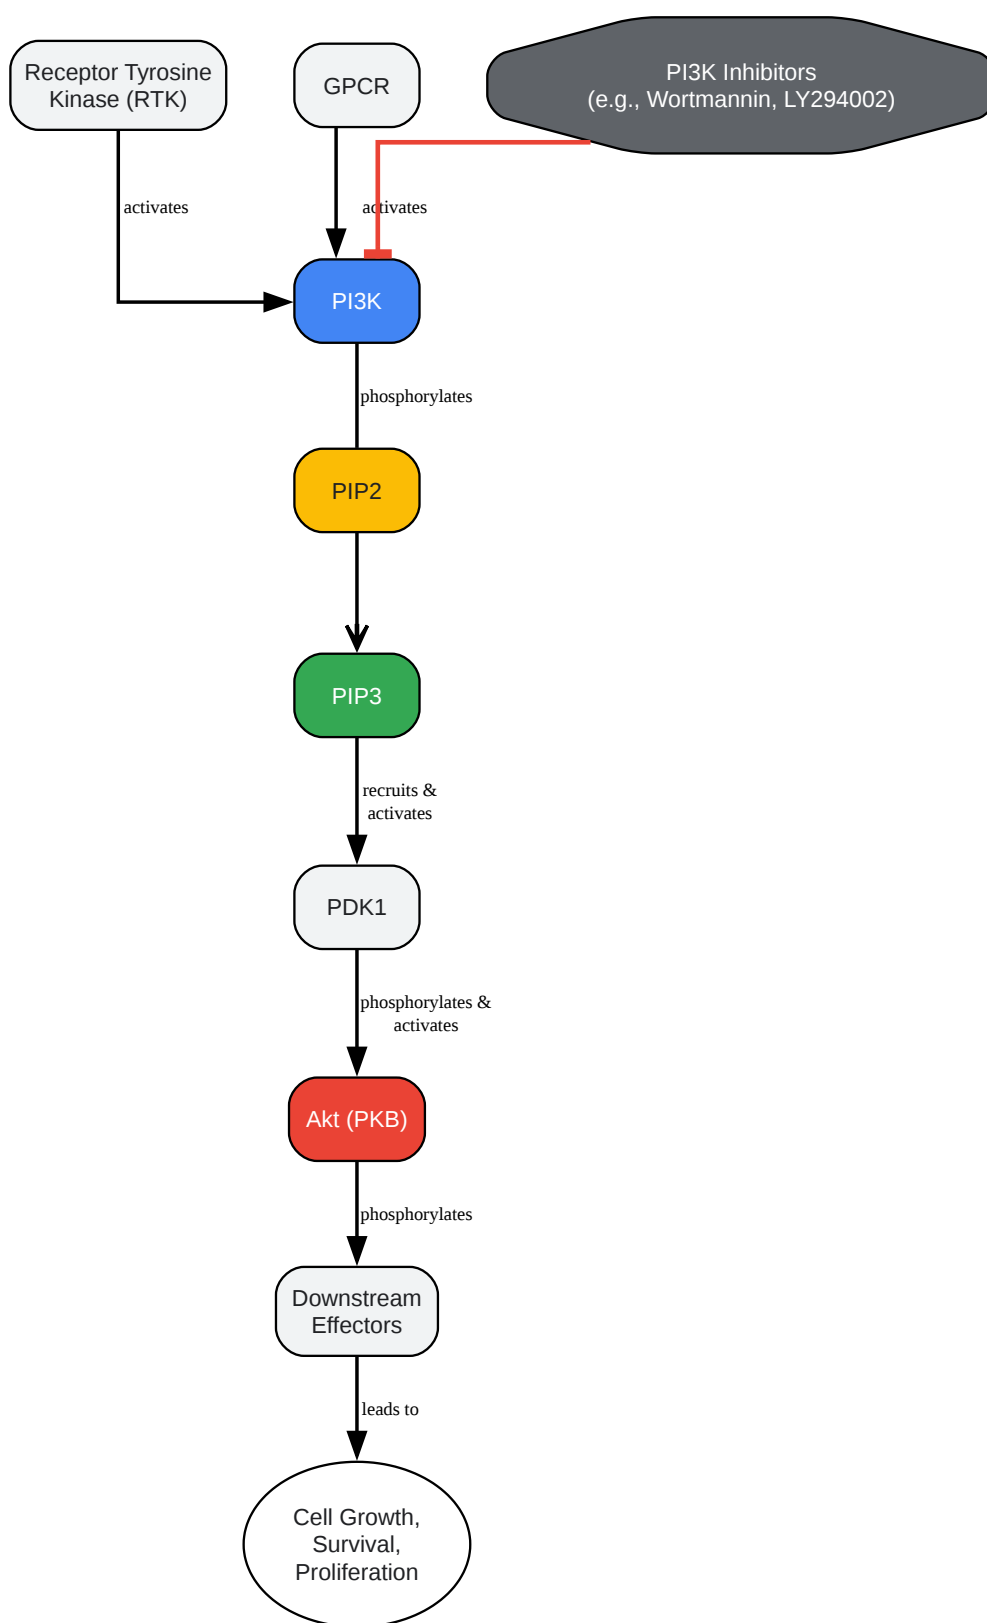 Receptor Tyrosine
Kinase (RTK)
GPCR
PI3K Inhibitors
(e.g., Wortmannin, LY294002)
activates
activates
PI3K
phosphorylates
PIP2
PIP3
recruits &
activates
PDK1
phosphorylates &
activates
Akt (PKB)
phosphorylates
Downstream
Effectors
leads to
Cell Growth,
Survival,
Proliferation